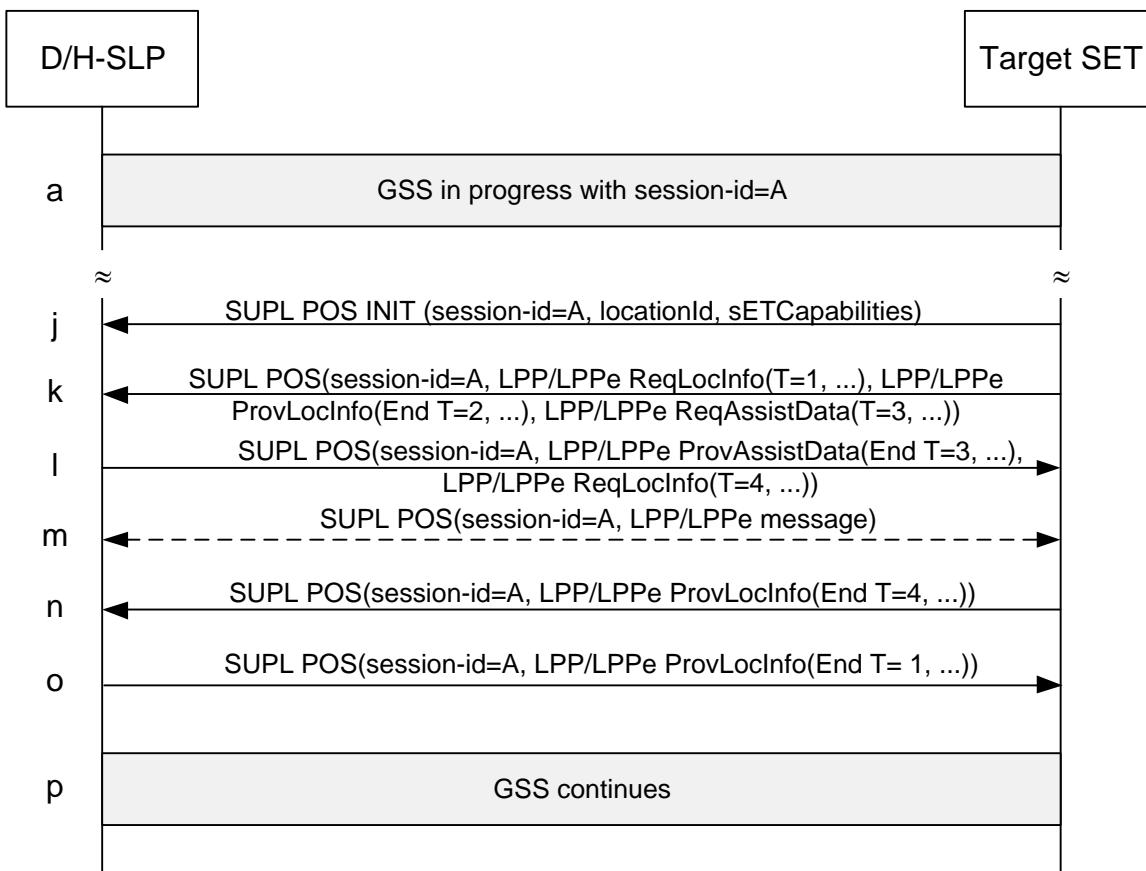 D/H-SLP
Target SET
a
GSS in progress with session-id=A
≈
≈
j
SUPL POS INIT (session-id=A, locationId, sETCapabilities)
k
SUPL POS(session-id=A, LPP/LPPe ReqLocInfo(T=1, ...), LPP/LPPe
ProvLocInfo(End T=2, ...), LPP/LPPe ReqAssistData(T=3, ...))
l
SUPL POS(session-id=A, LPP/LPPe ProvAssistData(End T=3, ...),
LPP/LPPe ReqLocInfo(T=4, ...))
m
SUPL POS(session-id=A, LPP/LPPe message)
n
SUPL POS(session-id=A, LPP/LPPe ProvLocInfo(End T=4, ...))
o
SUPL POS(session-id=A, LPP/LPPe ProvLocInfo(End T= 1, ...))
p
GSS continues